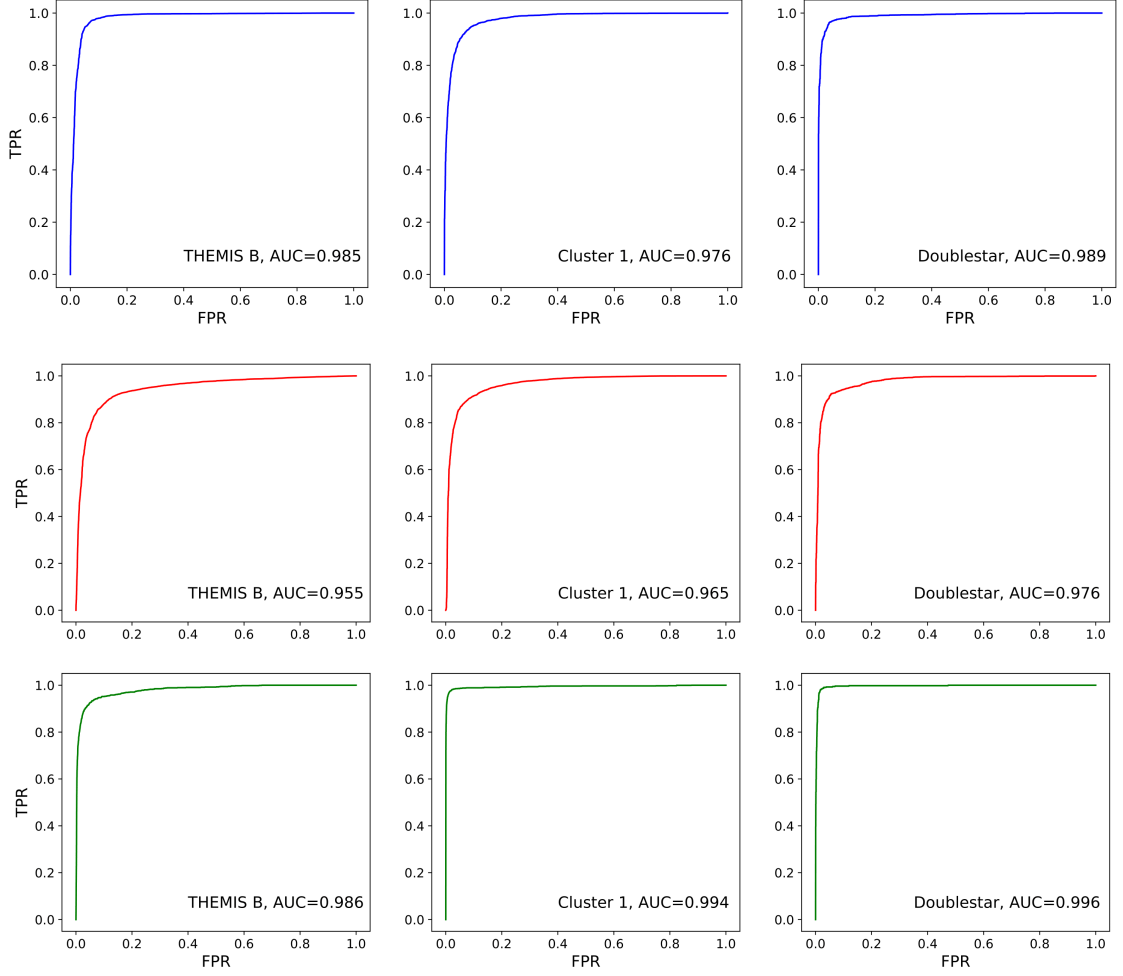 TPR
1.0
0.8
0.6
0.4
0.2
0.0
THEMIS B, AUC=0.985
0.0 0.2 0.4 0.6 0.8 1.0
FPR
1.0
0.8
0.6
0.4
0.2
0.0
Cluster 1, AUC=0.976
0.0 0.2 0.4 0.6 0.8 1.0
FPR
1.0
0.8
0.6
0.4
0.2
0.0
Doublestar, AUC=0.989
0.0 0.2 0.4 0.6 0.8 1.0
FPR
TPR
1.0
0.8
0.6
0.4
0.2
0.0
THEMIS B, AUC=0.955
0.0 0.2 0.4 0.6 0.8 1.0
1.0
0.8
0.6
0.4
0.2
0.0
Cluster 1, AUC=0.965
0.0 0.2 0.4 0.6 0.8 1.0
1.0
0.8
0.6
0.4
0.2
0.0
Doublestar, AUC=0.976
0.0 0.2 0.4 0.6 0.8 1.0
TPR
1.0
0.8
0.6
0.4
0.2
0.0
THEMIS B, AUC=0.986
0.0 0.2 0.4 0.6 0.8 1.0
FPR
1.0
0.8
0.6
0.4
0.2
0.0
Cluster 1, AUC=0.994
0.0 0.2 0.4 0.6 0.8 1.0
FPR
1.0
0.8
0.6
0.4
0.2
0.0
Doublestar, AUC=0.996
0.0 0.2 0.4 0.6 0.8 1.0
FPR